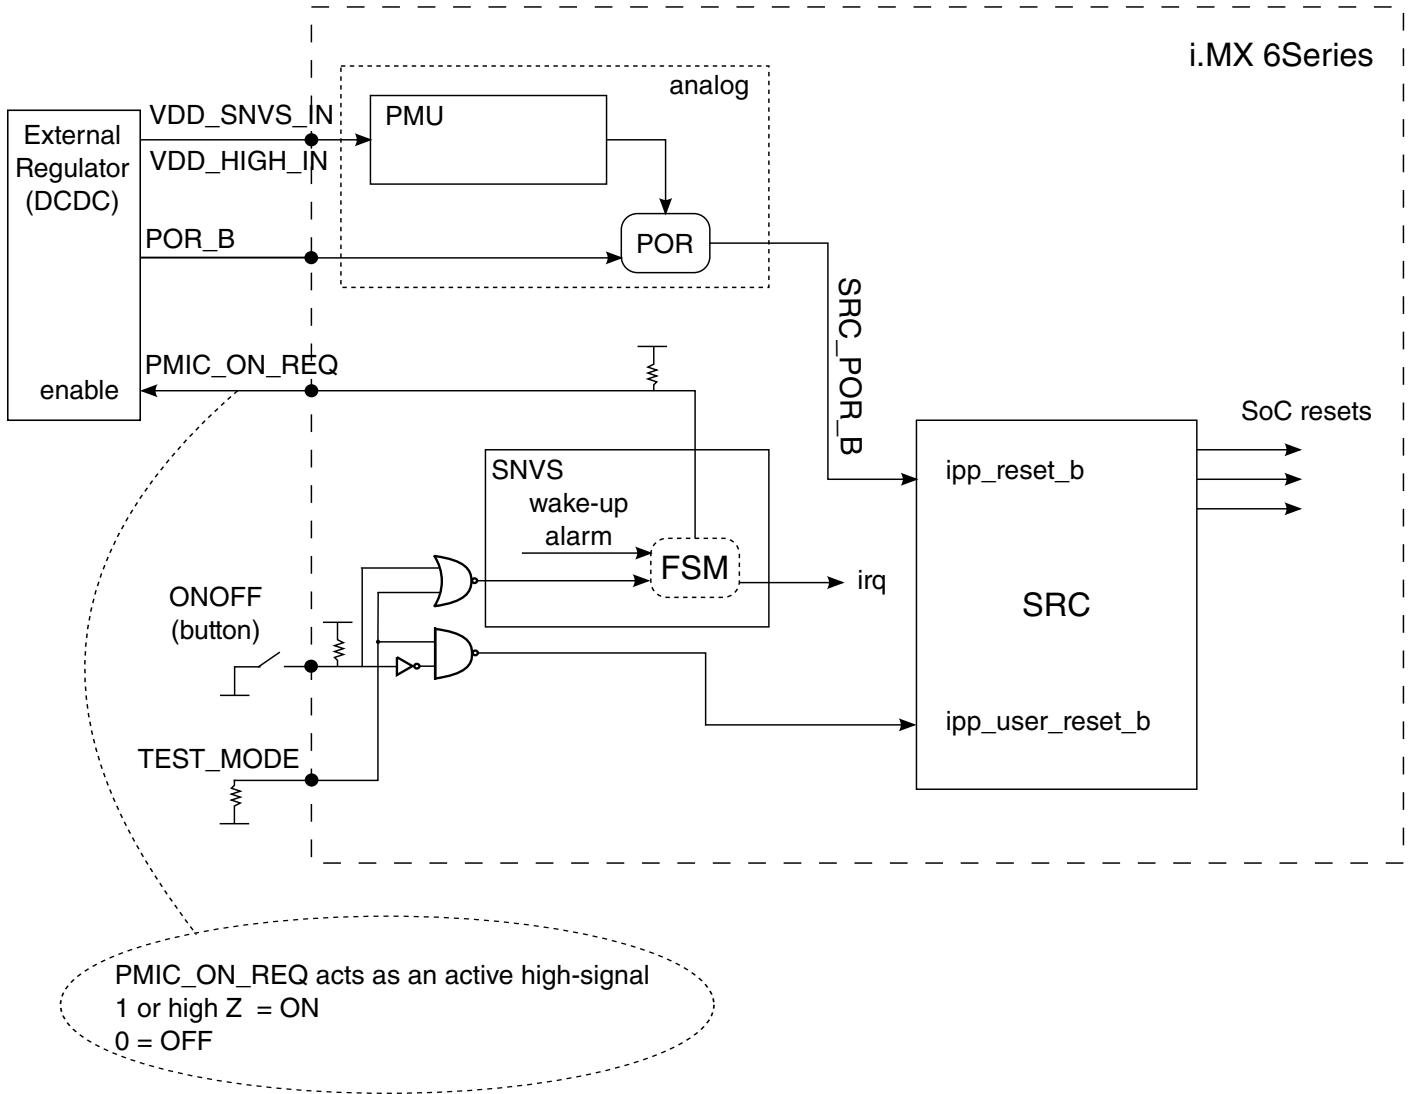 i.MX 6Series
analog
PMU
VDD_SNVS_IN
VDD_HIGH_IN
External
Regulator
(DCDC)
POR_B
POR
SRC_POR_B
PMIC_ON_REQ
enable
SoC resets
SNVS
wake-up
alarm
FSM
irq
ipp_reset_b
SRC
ipp_user_reset_b
ONOFF
(button)
TEST_MODE
PMIC_ON_REQ acts as an active high-signal
1 or high Z = ON
0 = OFF